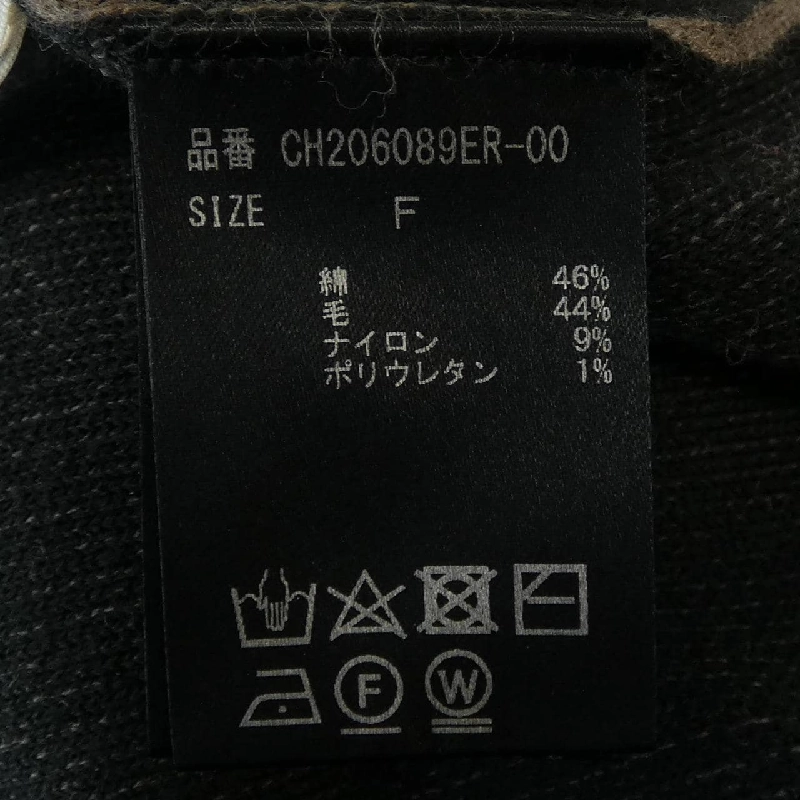 品番 CH206089ER-00
SIZE F
綿 46%
毛 44%
ナイロン 9%
ポリウレタン 1%
F W